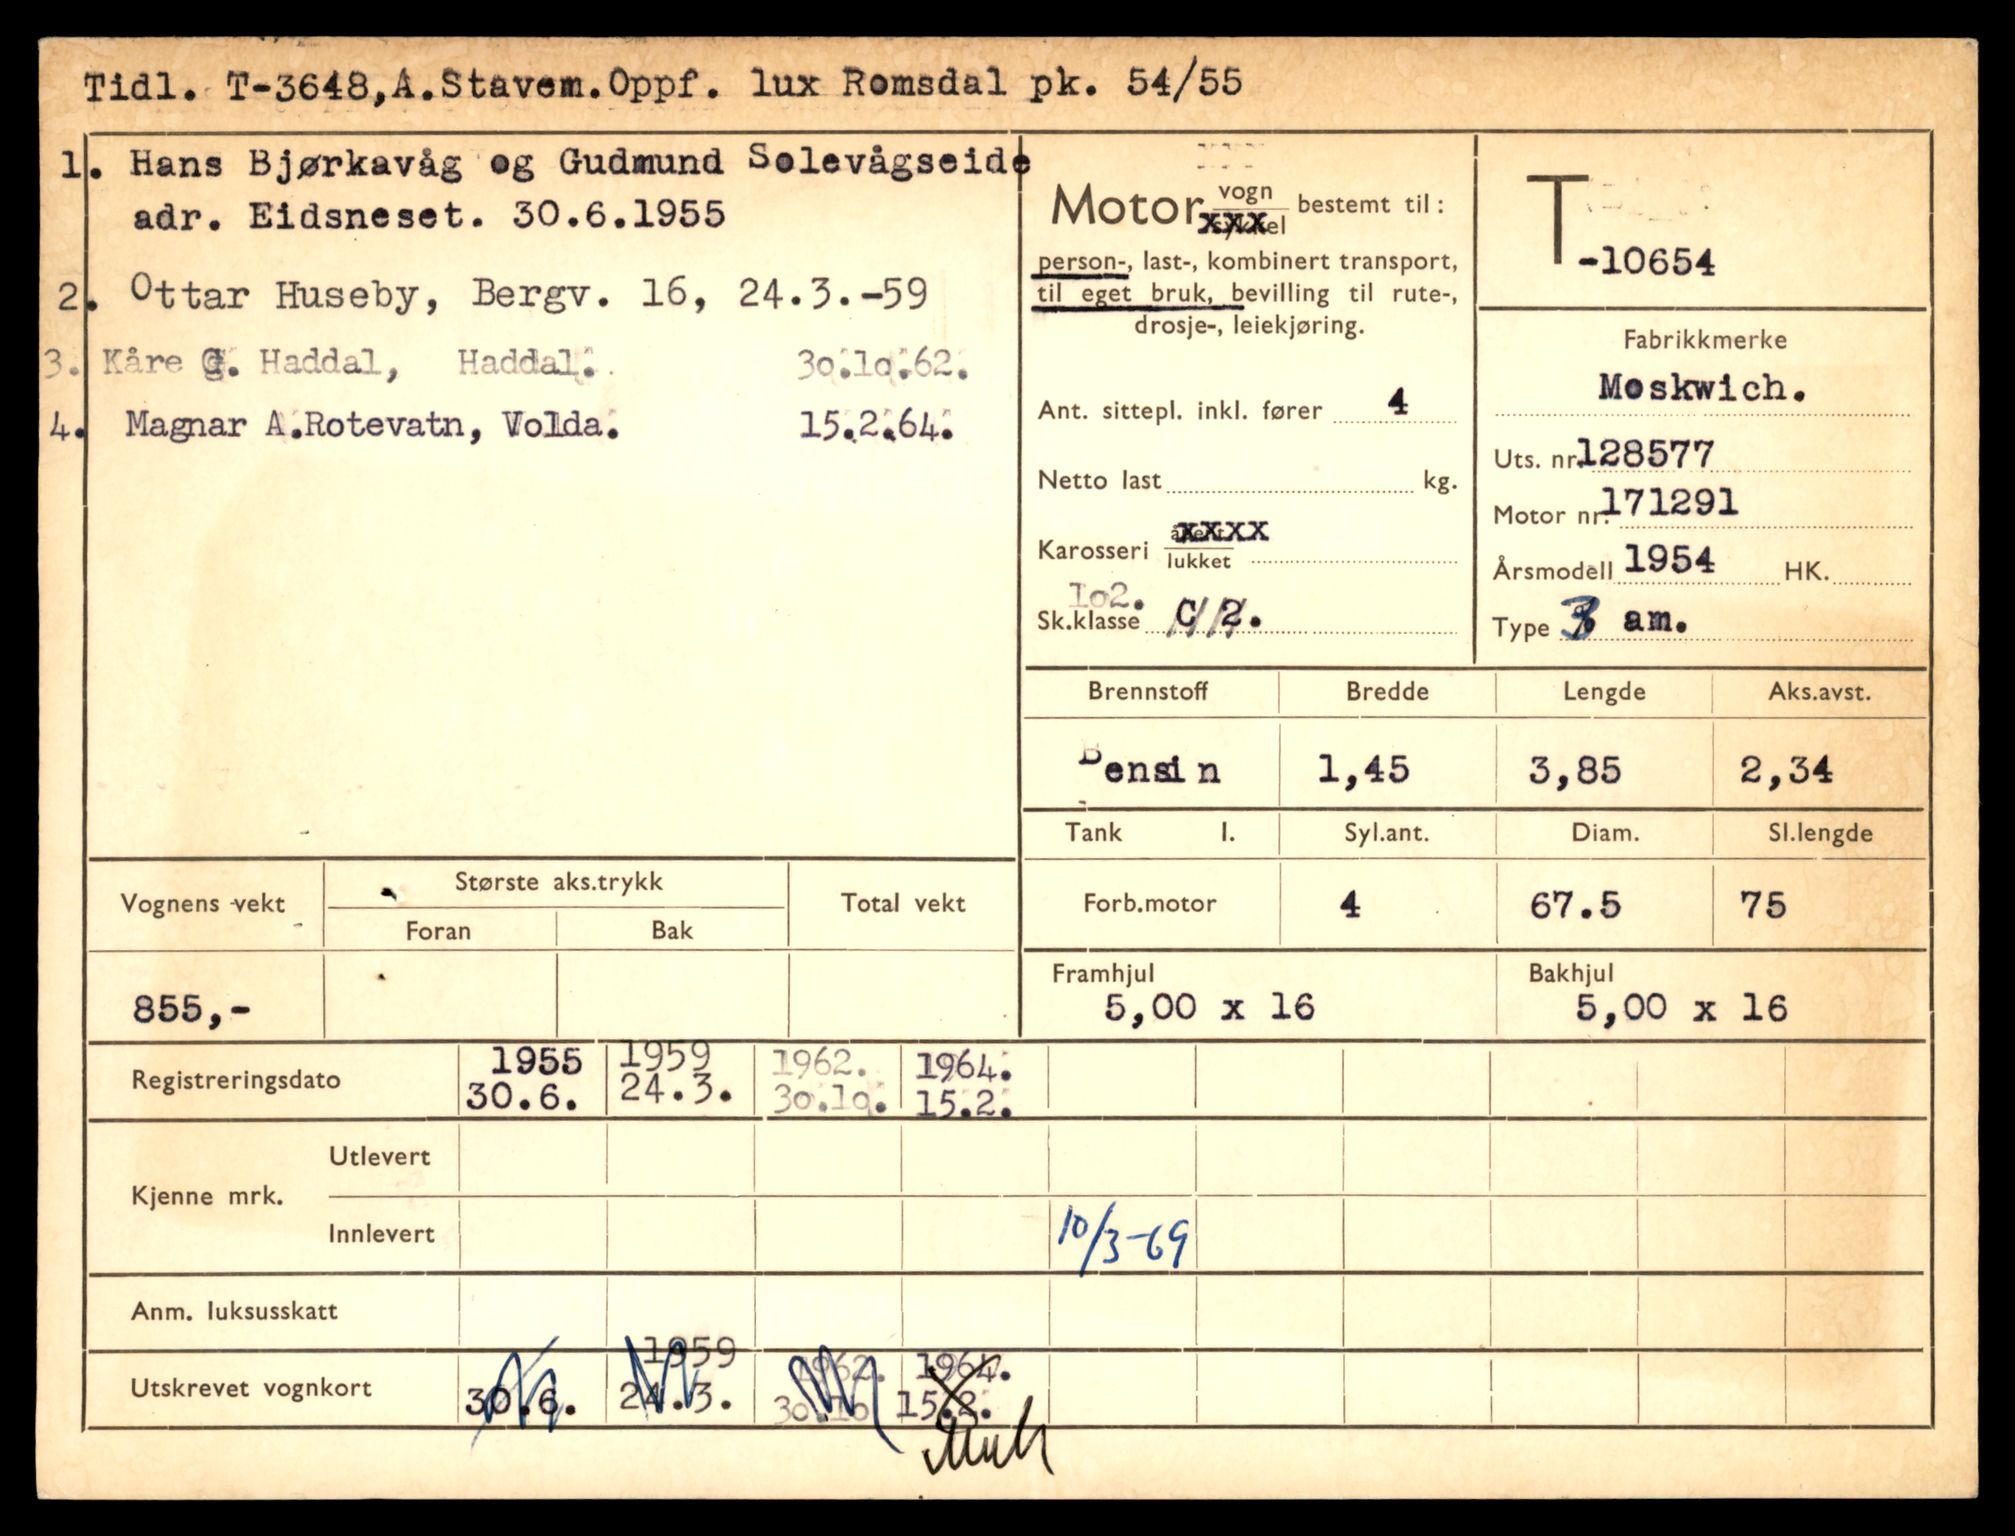 Tidl. T-3648,A.Stavem.Oppf. lux Romsdal pk. 54/55
1. Hans Bjørkavåg og Gudmund Solevågseide
adr. Eidsneset. 30.6.1955
2. Ottar Huseby, Bergv. 16, 24.3.-59
3. Kåre G. Haddal, Haddal. 30.10.62.
4. Magnar A.Rotevatn, Volda. 15.2.64.
Motor vogn bestemt til:
xxx
person-, last-, kombinert transport,
til eget bruk, bevilling til rute-,
drosje-, leiekjøring.
Ant. sittepl. inkl. fører 4
Netto last kg.
xxxx
Karosseri lukket
102.
Sk.klasse C 2.
T
-10654
Fabrikkmerke
Moskwich.
Uts. nr. 128577
Motor nr. 171291
Årsmodell 1954 HK.
Type 3 am.
Brennstoff Bredde Lengde Aks.avst.
Bensin 1,45 3,85 2,34
Tank l. Syl.ant. Diam. Sl.lengde
Forb.motor 4 67.5 75
Framhjul Bakhjul
5,00 x 16 5,00 x 16
Vognens vekt Største aks.trykk Total vekt
Foran Bak
855,-
1955 1959 1962. 1964.
Registreringsdato
30.6. 24.3. 30.10. 15.2.
Kjenne mrk. Utlevert
Innlevert 10/3-69
Anm. luksusskatt
1959 1962. 1964.
Utskrevet vognkort 30.6. 24.3. 30.10 15.2.